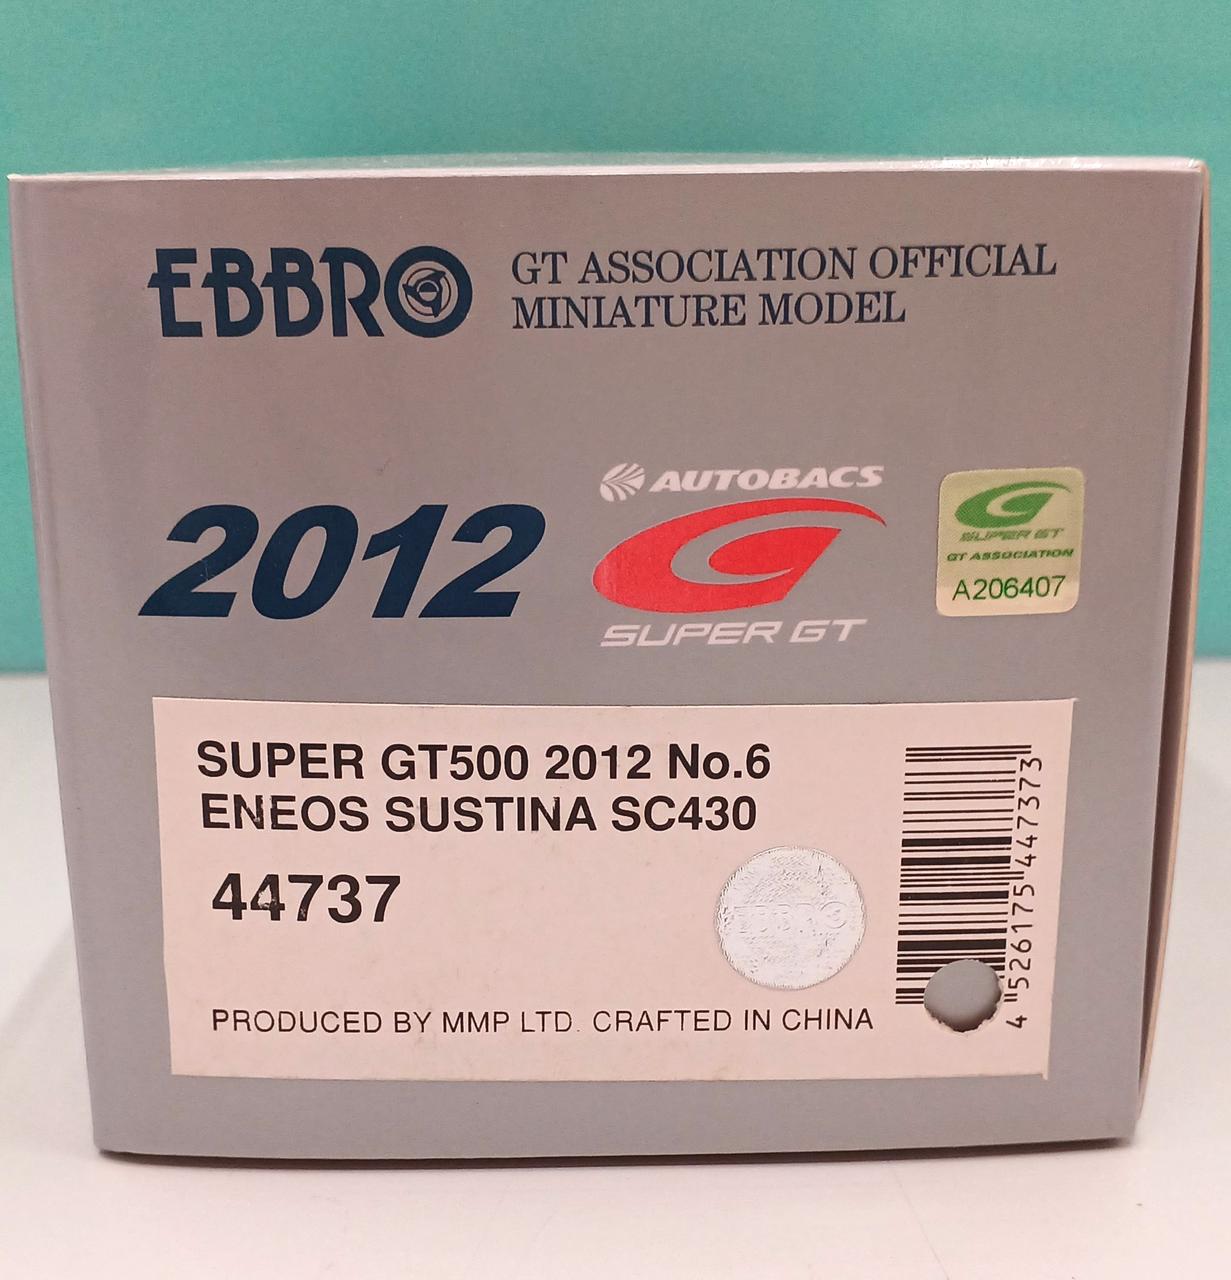 EBBRO
GT ASSOCIATION OFFICIAL
MINIATURE MODEL
2012
AUTOBACS
SUPER GT
SUPER GT
GT ASSOCIATION
A206407
SUPER GT500 2012 No.6
ENEOS SUSTINA SC430
44737
EBBRO
PRODUCED BY MMP LTD. CRAFTED IN CHINA
4 526175 447373